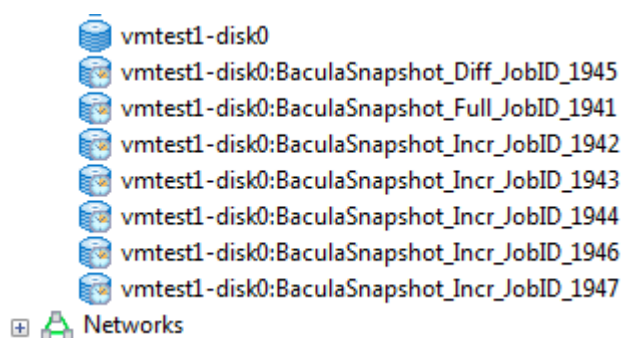 vmtest1-disk0
vmtest1-disk0:BaculaSnapshot_Diff_JobID_1945
vmtest1-disk0:BaculaSnapshot_Full_JobID_1941
vmtest1-disk0:BaculaSnapshot_Incr_JobID_1942
vmtest1-disk0:BaculaSnapshot_Incr_JobID_1943
vmtest1-disk0:BaculaSnapshot_Incr_JobID_1944
vmtest1-disk0:BaculaSnapshot_Incr_JobID_1946
vmtest1-disk0:BaculaSnapshot_Incr_JobID_1947
Networks